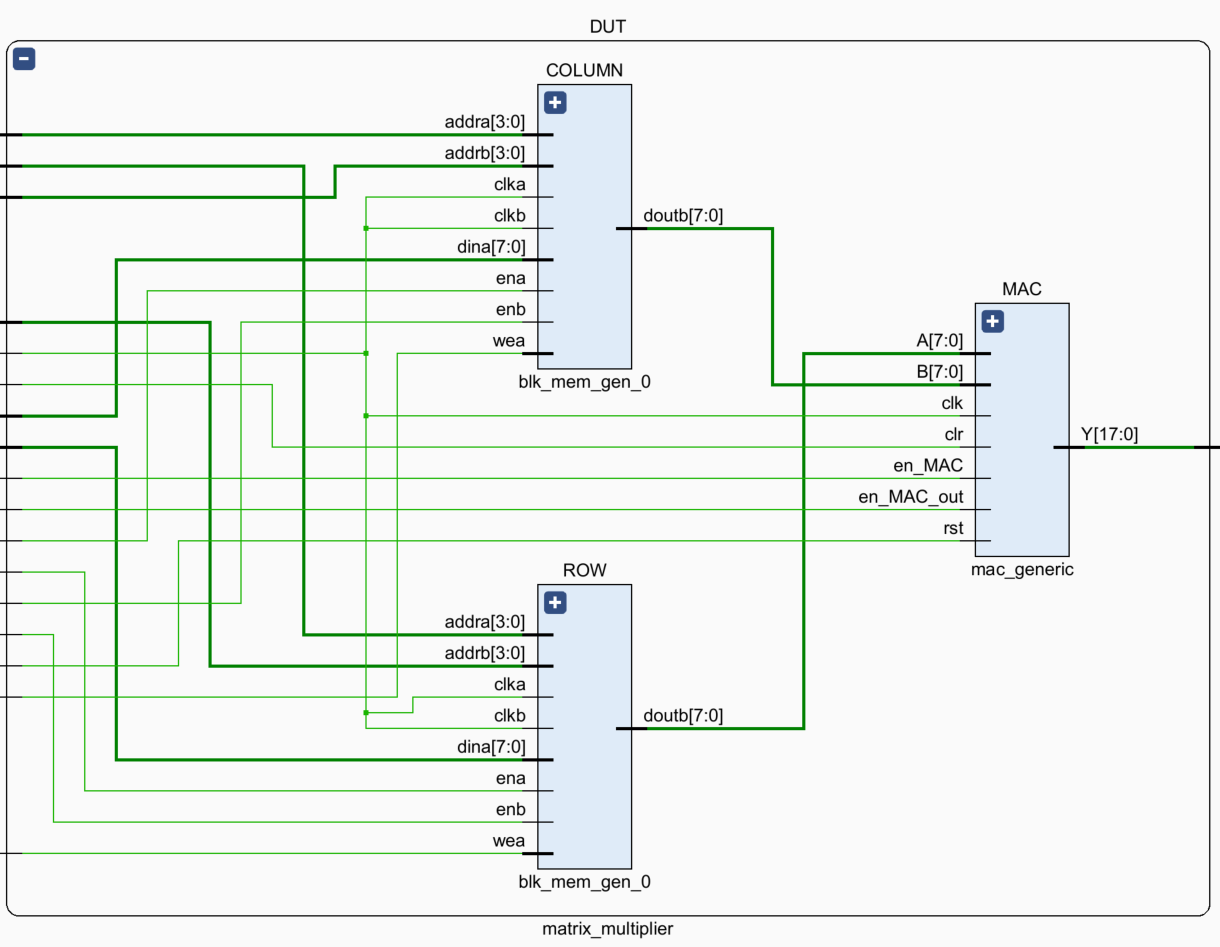 DUT
COLUMN
addra[3:0]
addrb[3:0]
clka
clkb
dina[7:0]
ena
enb
wea
doutb[7:0]
blk_mem_gen_0
MAC
A[7:0]
B[7:0]
clk
clr
en_MAC
en_MAC_out
rst
Y[17:0]
mac_generic
ROW
addra[3:0]
addrb[3:0]
clka
clkb
dina[7:0]
ena
enb
wea
doutb[7:0]
blk_mem_gen_0
matrix_multiplier